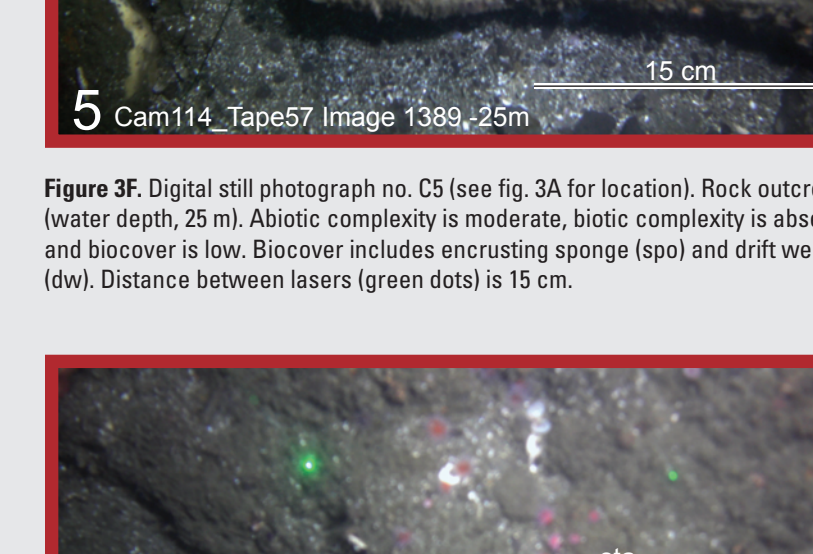 15 cm
5 Cam114_Tape57 Image 1389 -25m
Figure 3F. Digital still photograph no. C5 (see fig. 3A for location). Rock outcro
(water depth, 25 m). Abiotic complexity is moderate, biotic complexity is abse
and biocover is low. Biocover includes encrusting sponge (spo) and drift we
(dw). Distance between lasers (green dots) is 15 cm.